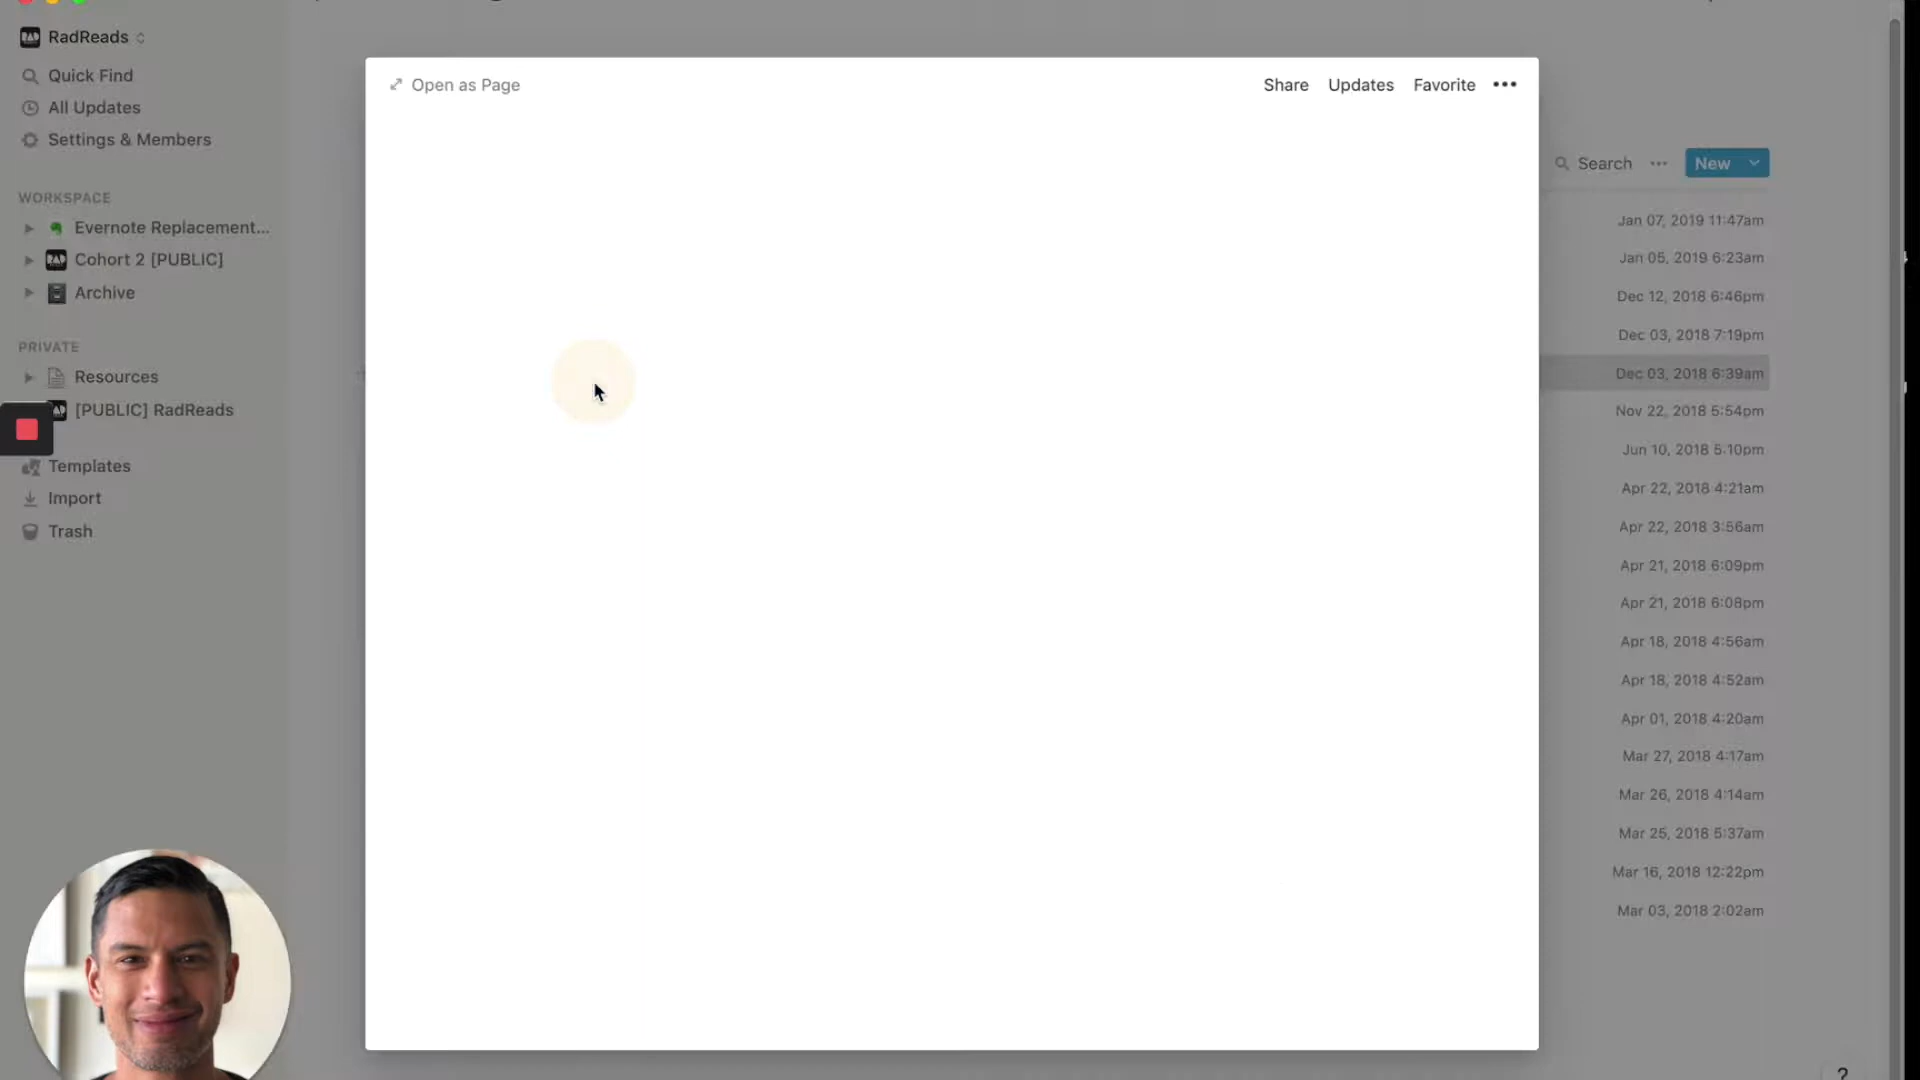 RadReads
Quick Find
All Updates
Settings & Members
WORKSPACE
Evernote Replacement...
Cohort 2 [PUBLIC]
Archive
PRIVATE
Resources
[PUBLIC] RadReads
Templates
Import
Trash
Open as Page
Share Updates Favorite •••
Search ••• New
Jan 07, 2019 11:47am
Jan 05, 2019 6:23am
Dec 12, 2018 6:46pm
Dec 03, 2018 7:19pm
Dec 03, 2018 6:39am
Nov 22, 2018 5:54pm
Jun 10, 2018 5:10pm
Apr 22, 2018 4:21am
Apr 22, 2018 3:56am
Apr 21, 2018 6:09pm
Apr 21, 2018 6:08pm
Apr 18, 2018 4:56am
Apr 18, 2018 4:52am
Apr 01, 2018 4:20am
Mar 27, 2018 4:17am
Mar 26, 2018 4:14am
Mar 25, 2018 5:37am
Mar 16, 2018 12:22pm
Mar 03, 2018 2:02am
?